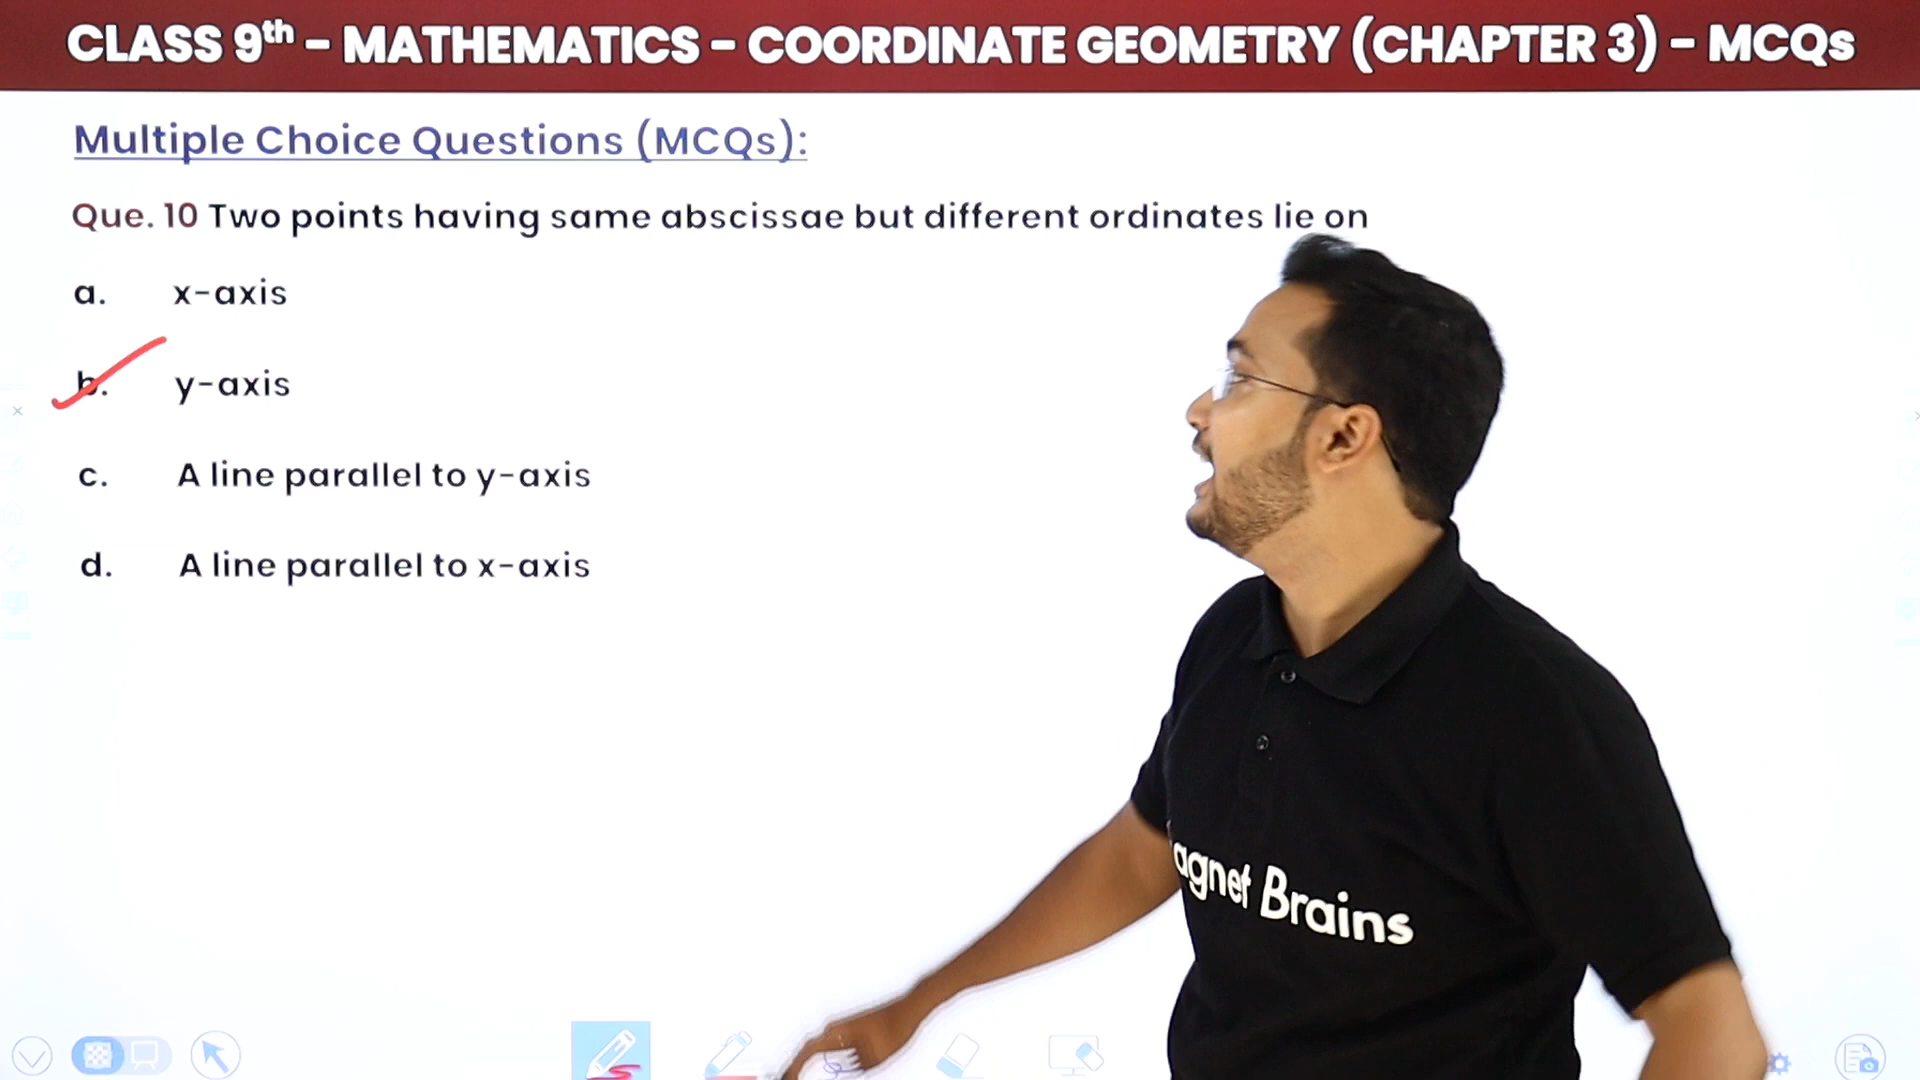 CLASS 9th - MATHEMATICS - COORDINATE GEOMETRY (CHAPTER 3) - MCQs
Multiple Choice Questions (MCQs):
Que. 10 Two points having same abscissae but different ordinates lie on
a. x-axis
b. y-axis
c. A line parallel to y-axis
d. A line parallel to x-axis
agnet Brains